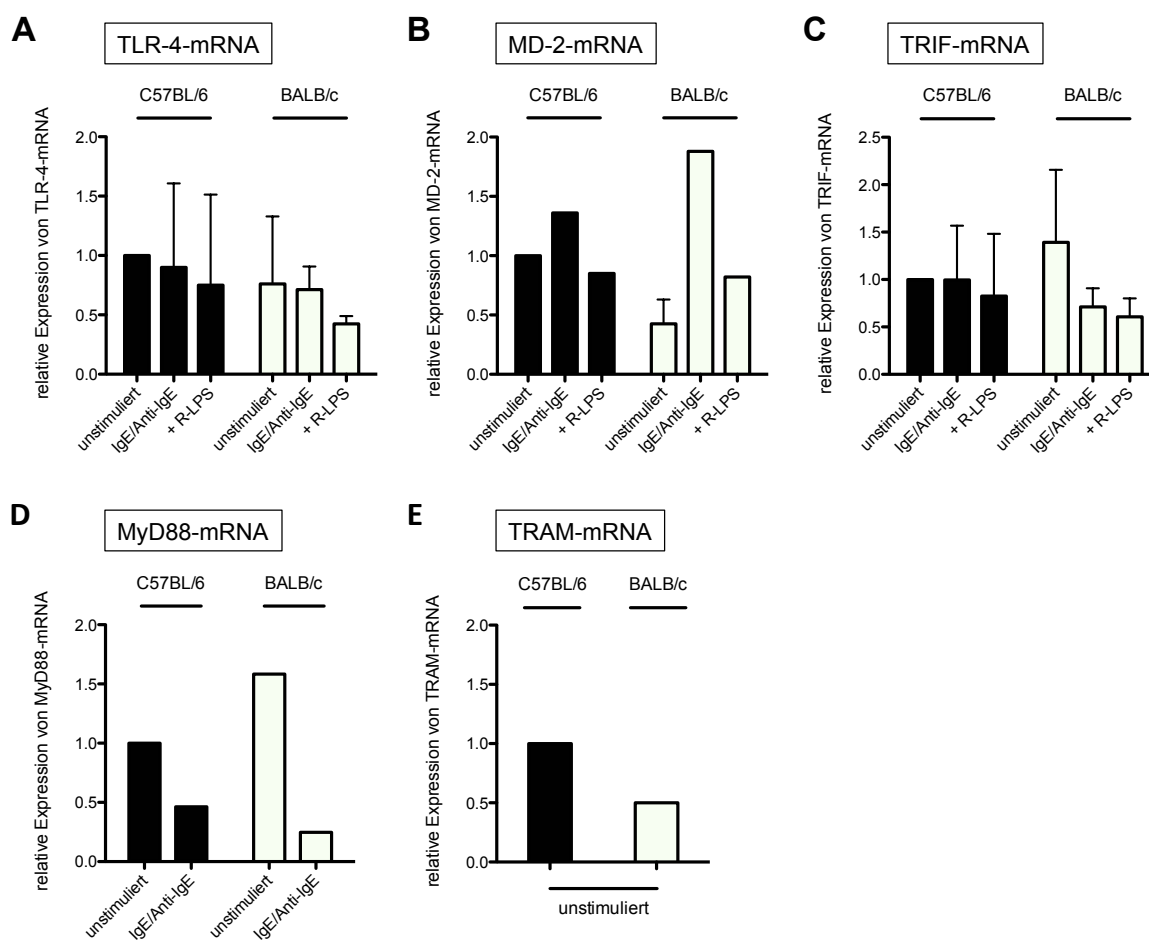 A
TLR-4-mRNA
C57BL/6
BALB/c
relative Expression von TLR-4-mRNA
2.0
1.5
1.0
0.5
0.0
unstimuliert
IgE/Anti-IgE
+ R-LPS
unstimuliert
IgE/Anti-IgE
+ R-LPS
B
MD-2-mRNA
C57BL/6
BALB/c
relative Expression von MD-2-mRNA
2.0
1.5
1.0
0.5
0.0
unstimuliert
IgE/Anti-IgE
+ R-LPS
unstimuliert
IgE/Anti-IgE
+ R-LPS
C
TRIF-mRNA
C57BL/6
BALB/c
relative Expression von TRIF-mRNA
2.5
2.0
1.5
1.0
0.5
0.0
unstimuliert
IgE/Anti-IgE
+ R-LPS
unstimuliert
IgE/Anti-IgE
+ R-LPS
D
MyD88-mRNA
C57BL/6
BALB/c
relative Expression von MyD88-mRNA
2.0
1.5
1.0
0.5
0.0
unstimuliert
IgE/Anti-IgE
unstimuliert
IgE/Anti-IgE
E
TRAM-mRNA
C57BL/6
BALB/c
relative Expression von TRAM-mRNA
2.0
1.5
1.0
0.5
0.0
unstimuliert